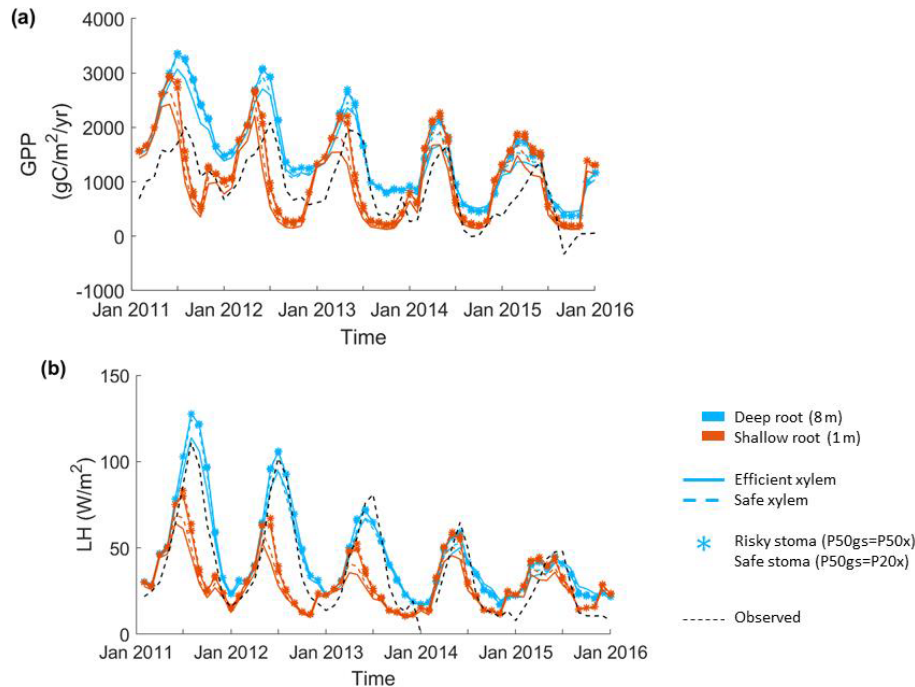 (a)
4000
3000
2000
1000
0
-1000
GPP
(gC/m²/yr)
Jan 2011 Jan 2012 Jan 2013 Jan 2014 Jan 2015 Jan 2016
Time
(b)
150
100
50
0
LH (W/m²)
Jan 2011 Jan 2012 Jan 2013 Jan 2014 Jan 2015 Jan 2016
Time
Deep root (8 m)
Shallow root (1 m)
Efficient xylem
Safe xylem
Risky stoma (P50gs=P50x)
Safe stoma (P50gs=P20x)
Observed